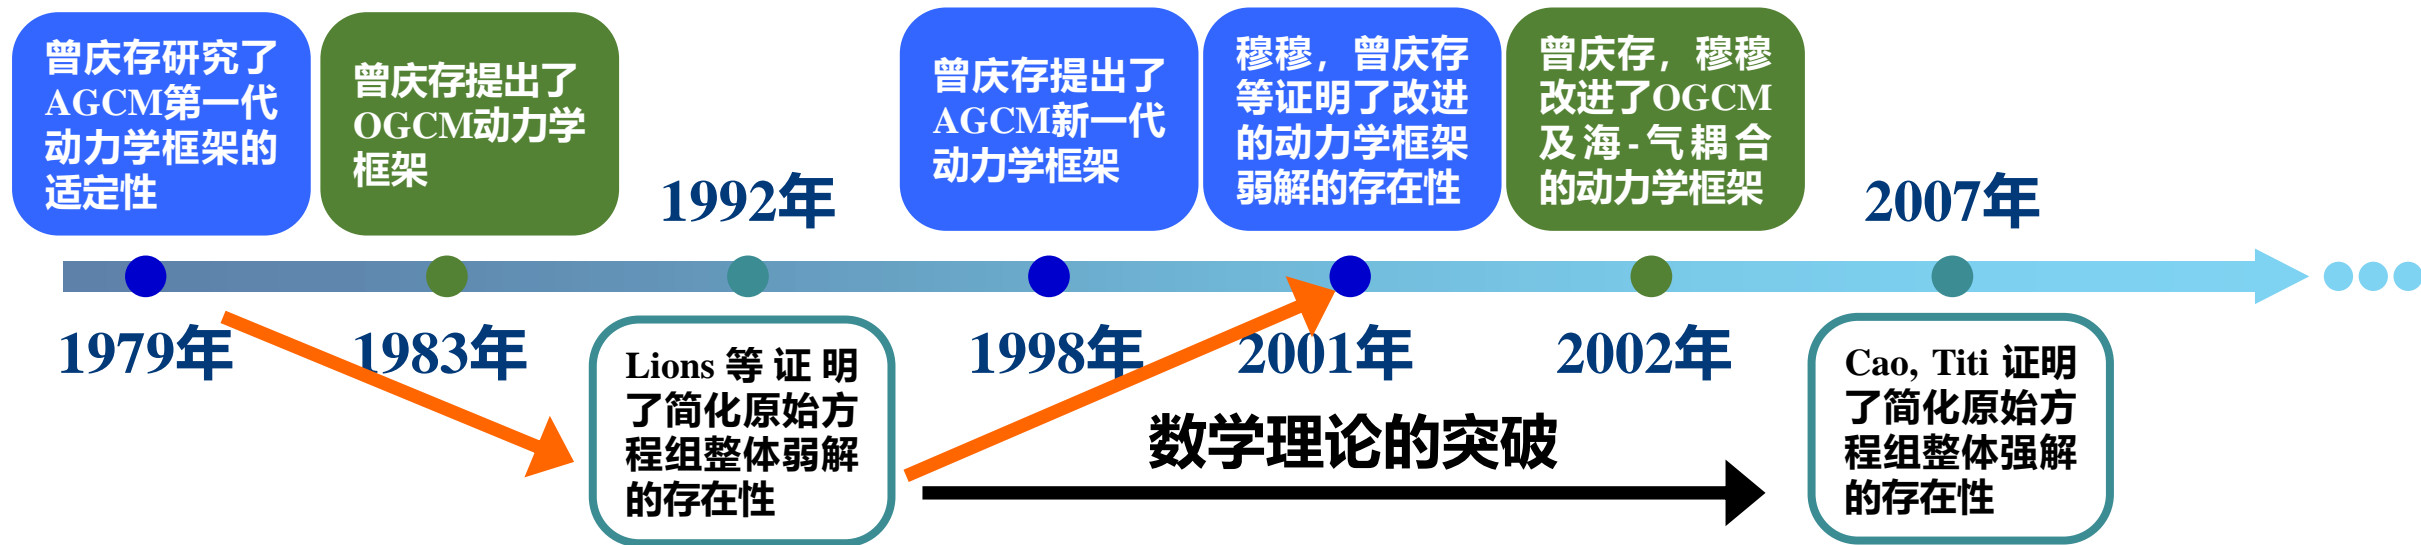 曾庆存研究了
AGCM第一代
动力学框架的
适定性
曾庆存提出了
OGCM动力学
框架
1992年
曾庆存提出了
AGCM新一代
动力学框架
穆穆，曾庆存
等证明了改进
的动力学框架
弱解的存在性
曾庆存，穆穆
改进了OGCM
及海-气耦合
的动力学框架
2007年
1979年
1983年
Lions 等证明
了简化原始方
程组整体弱解
的存在性
1998年
2001年
2002年
数学理论的突破
Cao, Titi 证明
了简化原始方
程组整体强解
的存在性